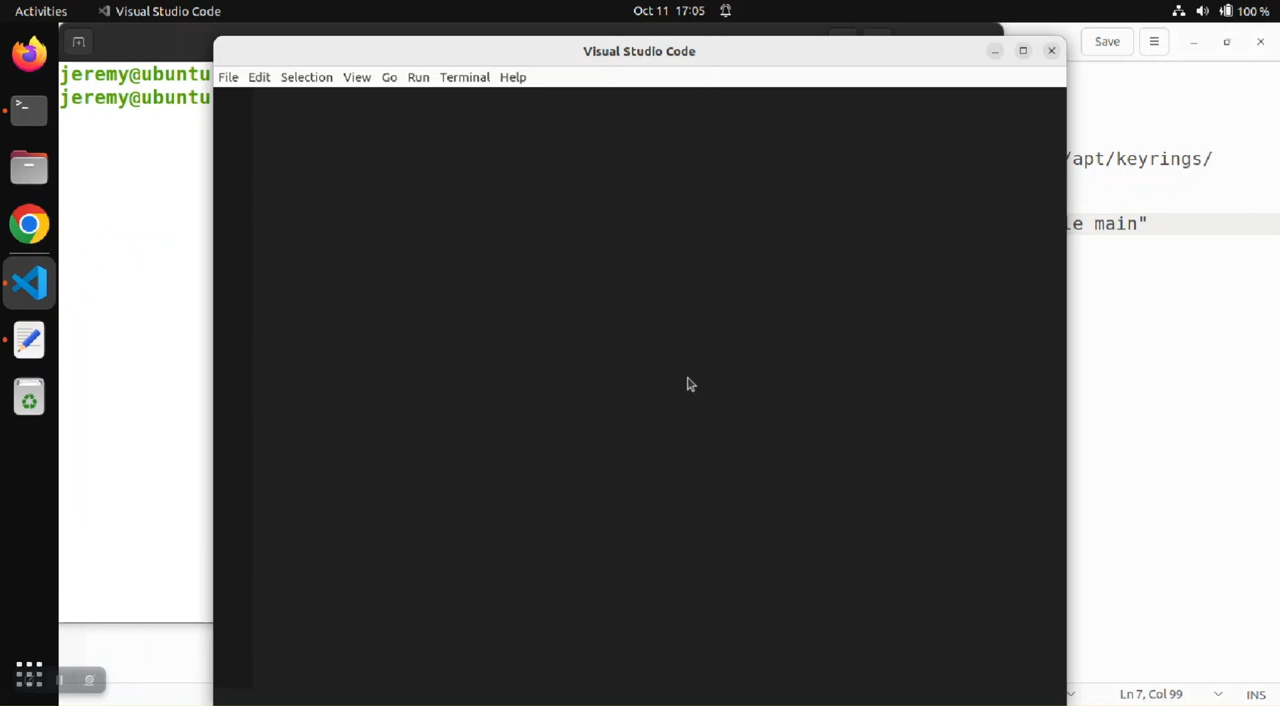 Activities Visual Studio Code Oct 11 17:05 100 %
Visual Studio Code
Save
File Edit Selection View Go Run Terminal Help
jeremy@ubuntu
jeremy@ubuntu
/apt/keyrings/
le main"
Ln 7, Col 99 INS